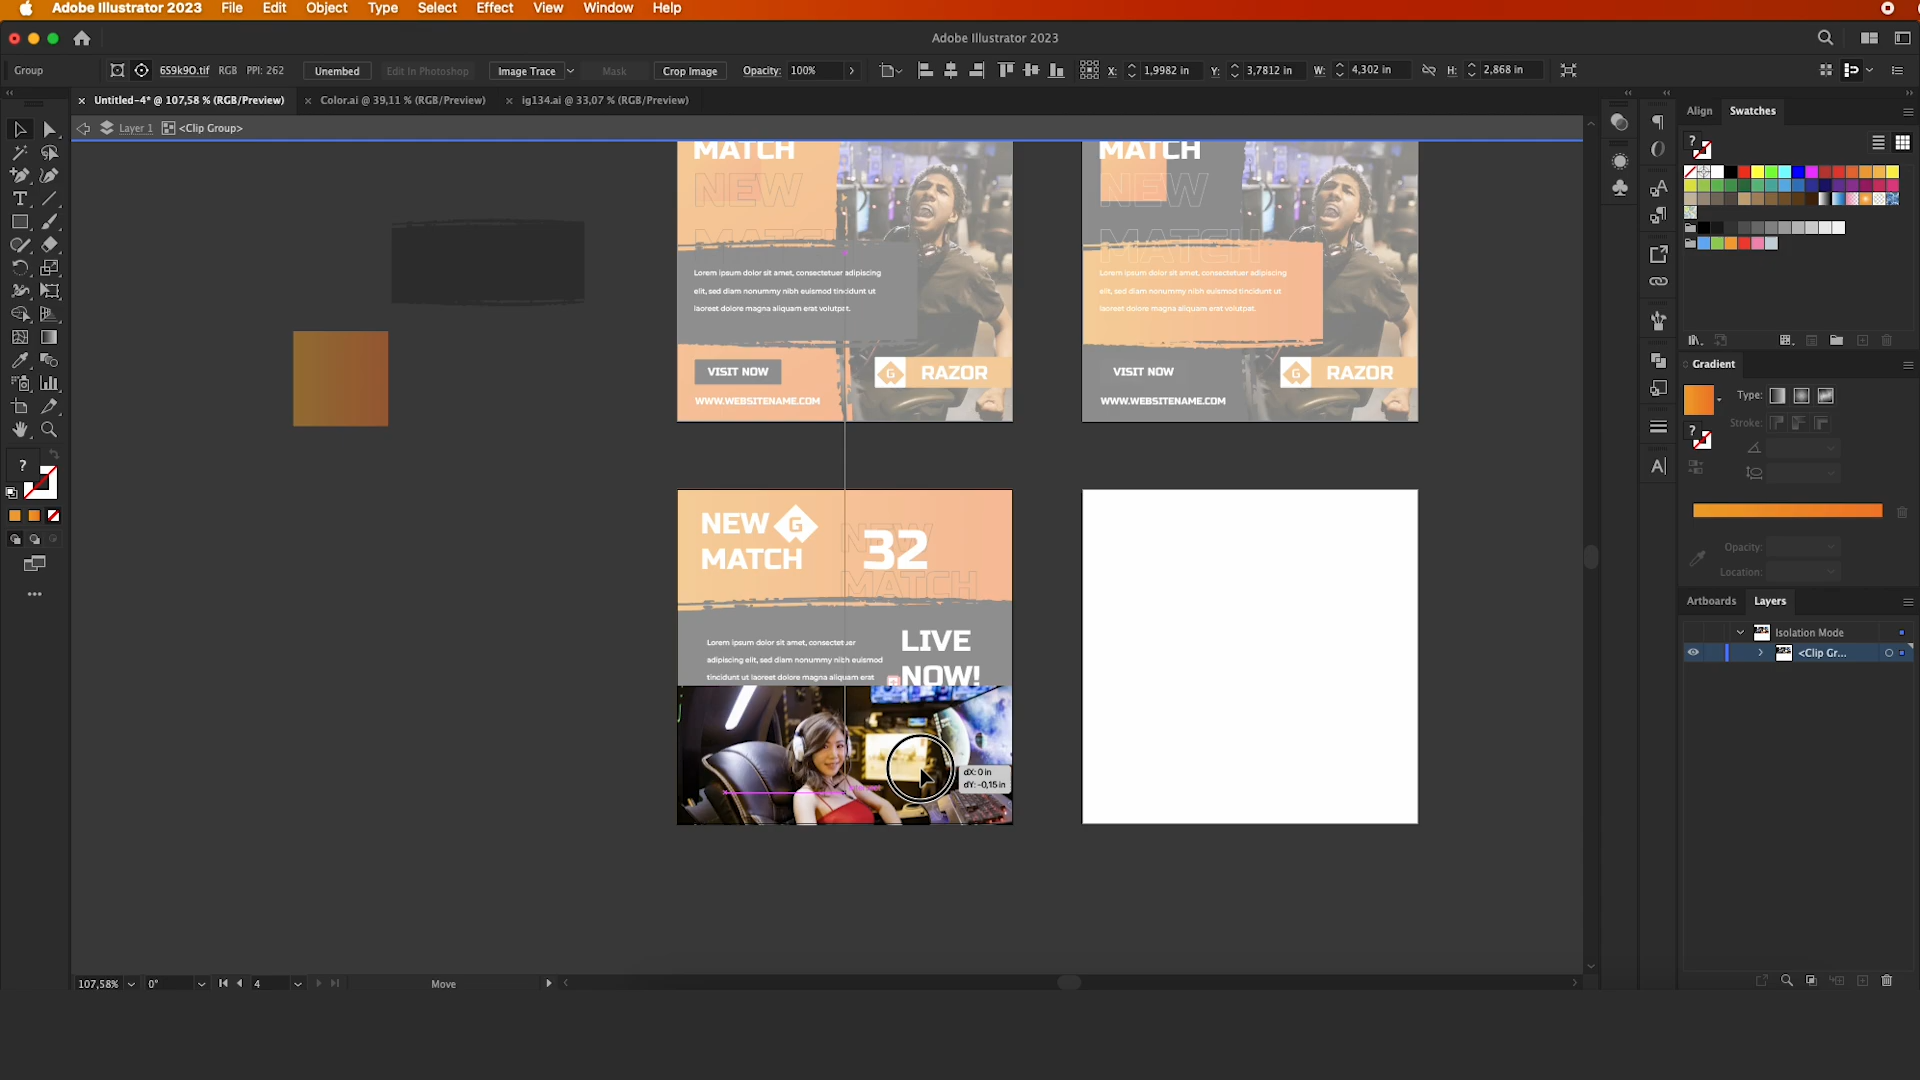 Adobe Illustrator 2023 File Edit Object Type Select Effect View Window Help
Adobe Illustrator 2023
Group 6S9k9O.tif RGB PPI: 262 Unembed Edit In Photoshop Image Trace Mask Crop Image Opacity: 100% X: 1,9982 in Y: 3,7812 in W: 4,302 in H: 2,868 in
Untitled-4* @ 107,58 % (RGB/Preview) Color.ai @ 39,11 % (RGB/Preview) ig134.ai @ 33,07 % (RGB/Preview)
Layer 1 <Clip Group>
Align Swatches
MATCH
NEW
MATCH
Lorem ipsum dolor sit amet, consectetuer adipiscing
elit, sed diam nonummy nibh euismod tincidunt ut
laoreet dolore magna aliquam erat volutpat.
VISIT NOW
G RAZOR
WWW.WEBSITENAME.COM
MATCH
NEW
MATCH
Lorem ipsum dolor sit amet, consectetuer adipiscing
elit, sed diam nonummy nibh euismod tincidunt ut
laoreet dolore magna aliquam erat volutpat.
VISIT NOW
G RAZOR
WWW.WEBSITENAME.COM
NEW G
MATCH
NEW
32
MATCH
Lorem ipsum dolor sit amet, consectetuer
adipiscing elit, sed diam nonummy nibh euismod
tincidunt ut laoreet dolore magna aliquam erat
LIVE
NOW!
dX: 0 in
dY: -0,15 in
Gradient
Type:
Stroke:
Opacity:
Location:
Artboards Layers
Isolation Mode
<Clip Gr...
107,58% 0° 4 Move